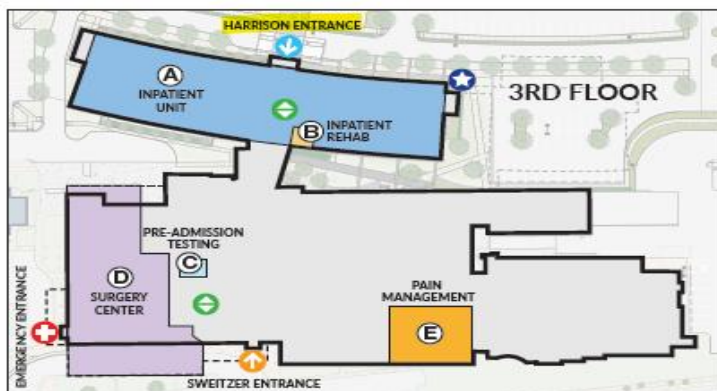 HARRISON ENTRANCE
A
INPATIENT
UNIT
3RD FLOOR
B
INPATIENT
REHAB
PRE-ADMISSION
TESTING
C
D
SURGERY
CENTER
PAIN
MANAGEMENT
E
EMERGENCY ENTRANCE
SWEITZER ENTRANCE